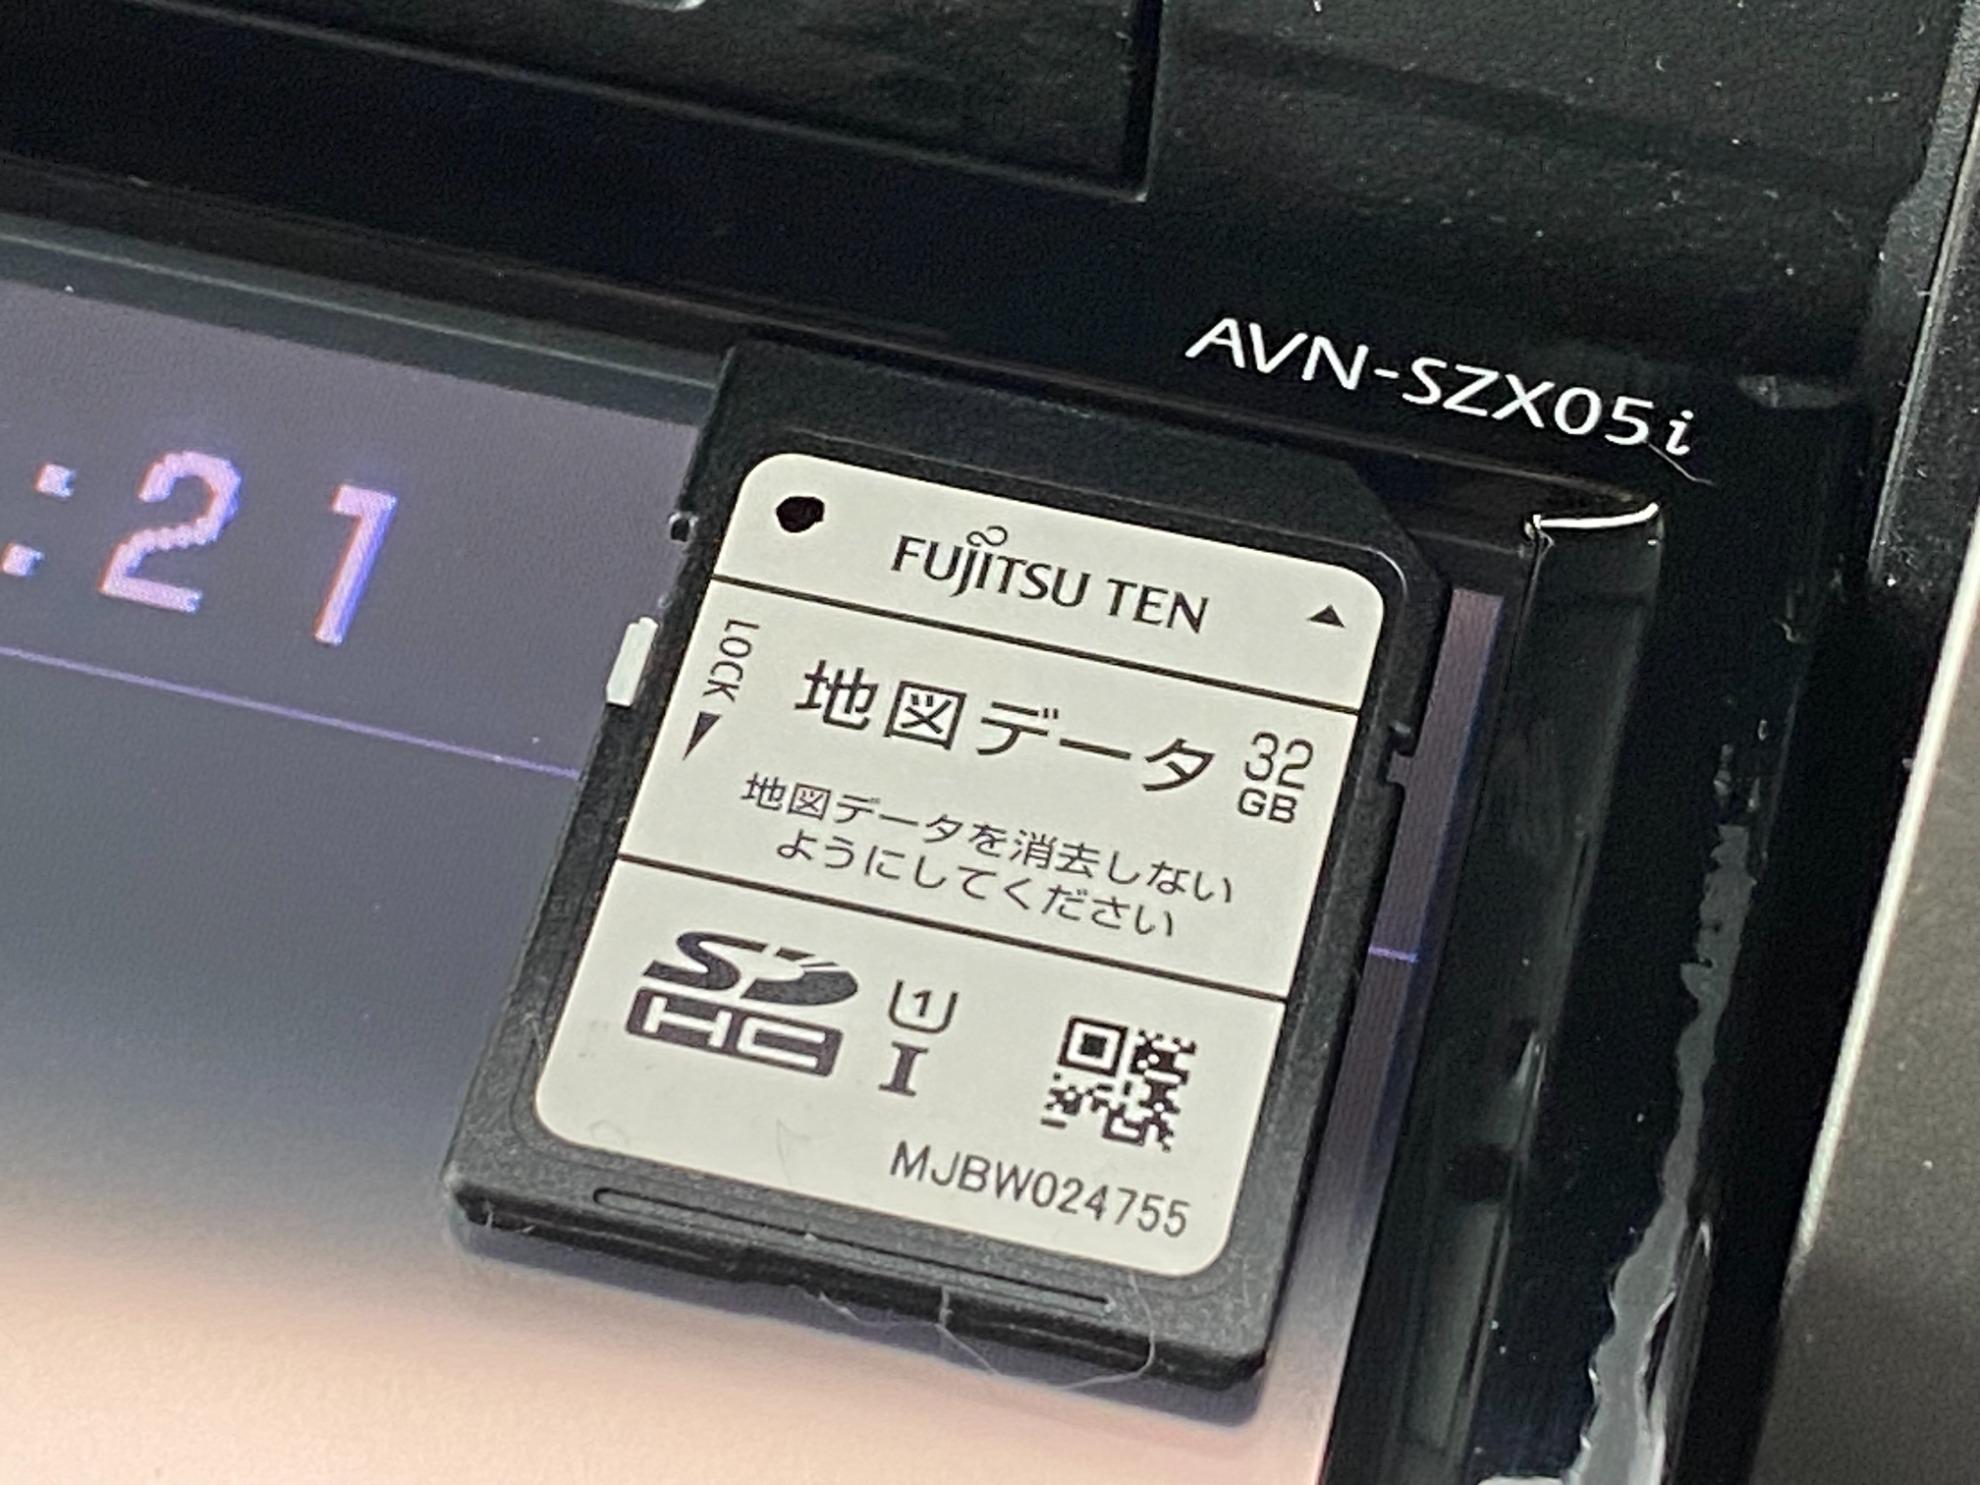 AVN-SZX05i
:21
FUJITSU TEN
LOCK
地図データ 32 GB
地図データを消去しない
ようにしてください
SD HC
1
I
MJBW024755